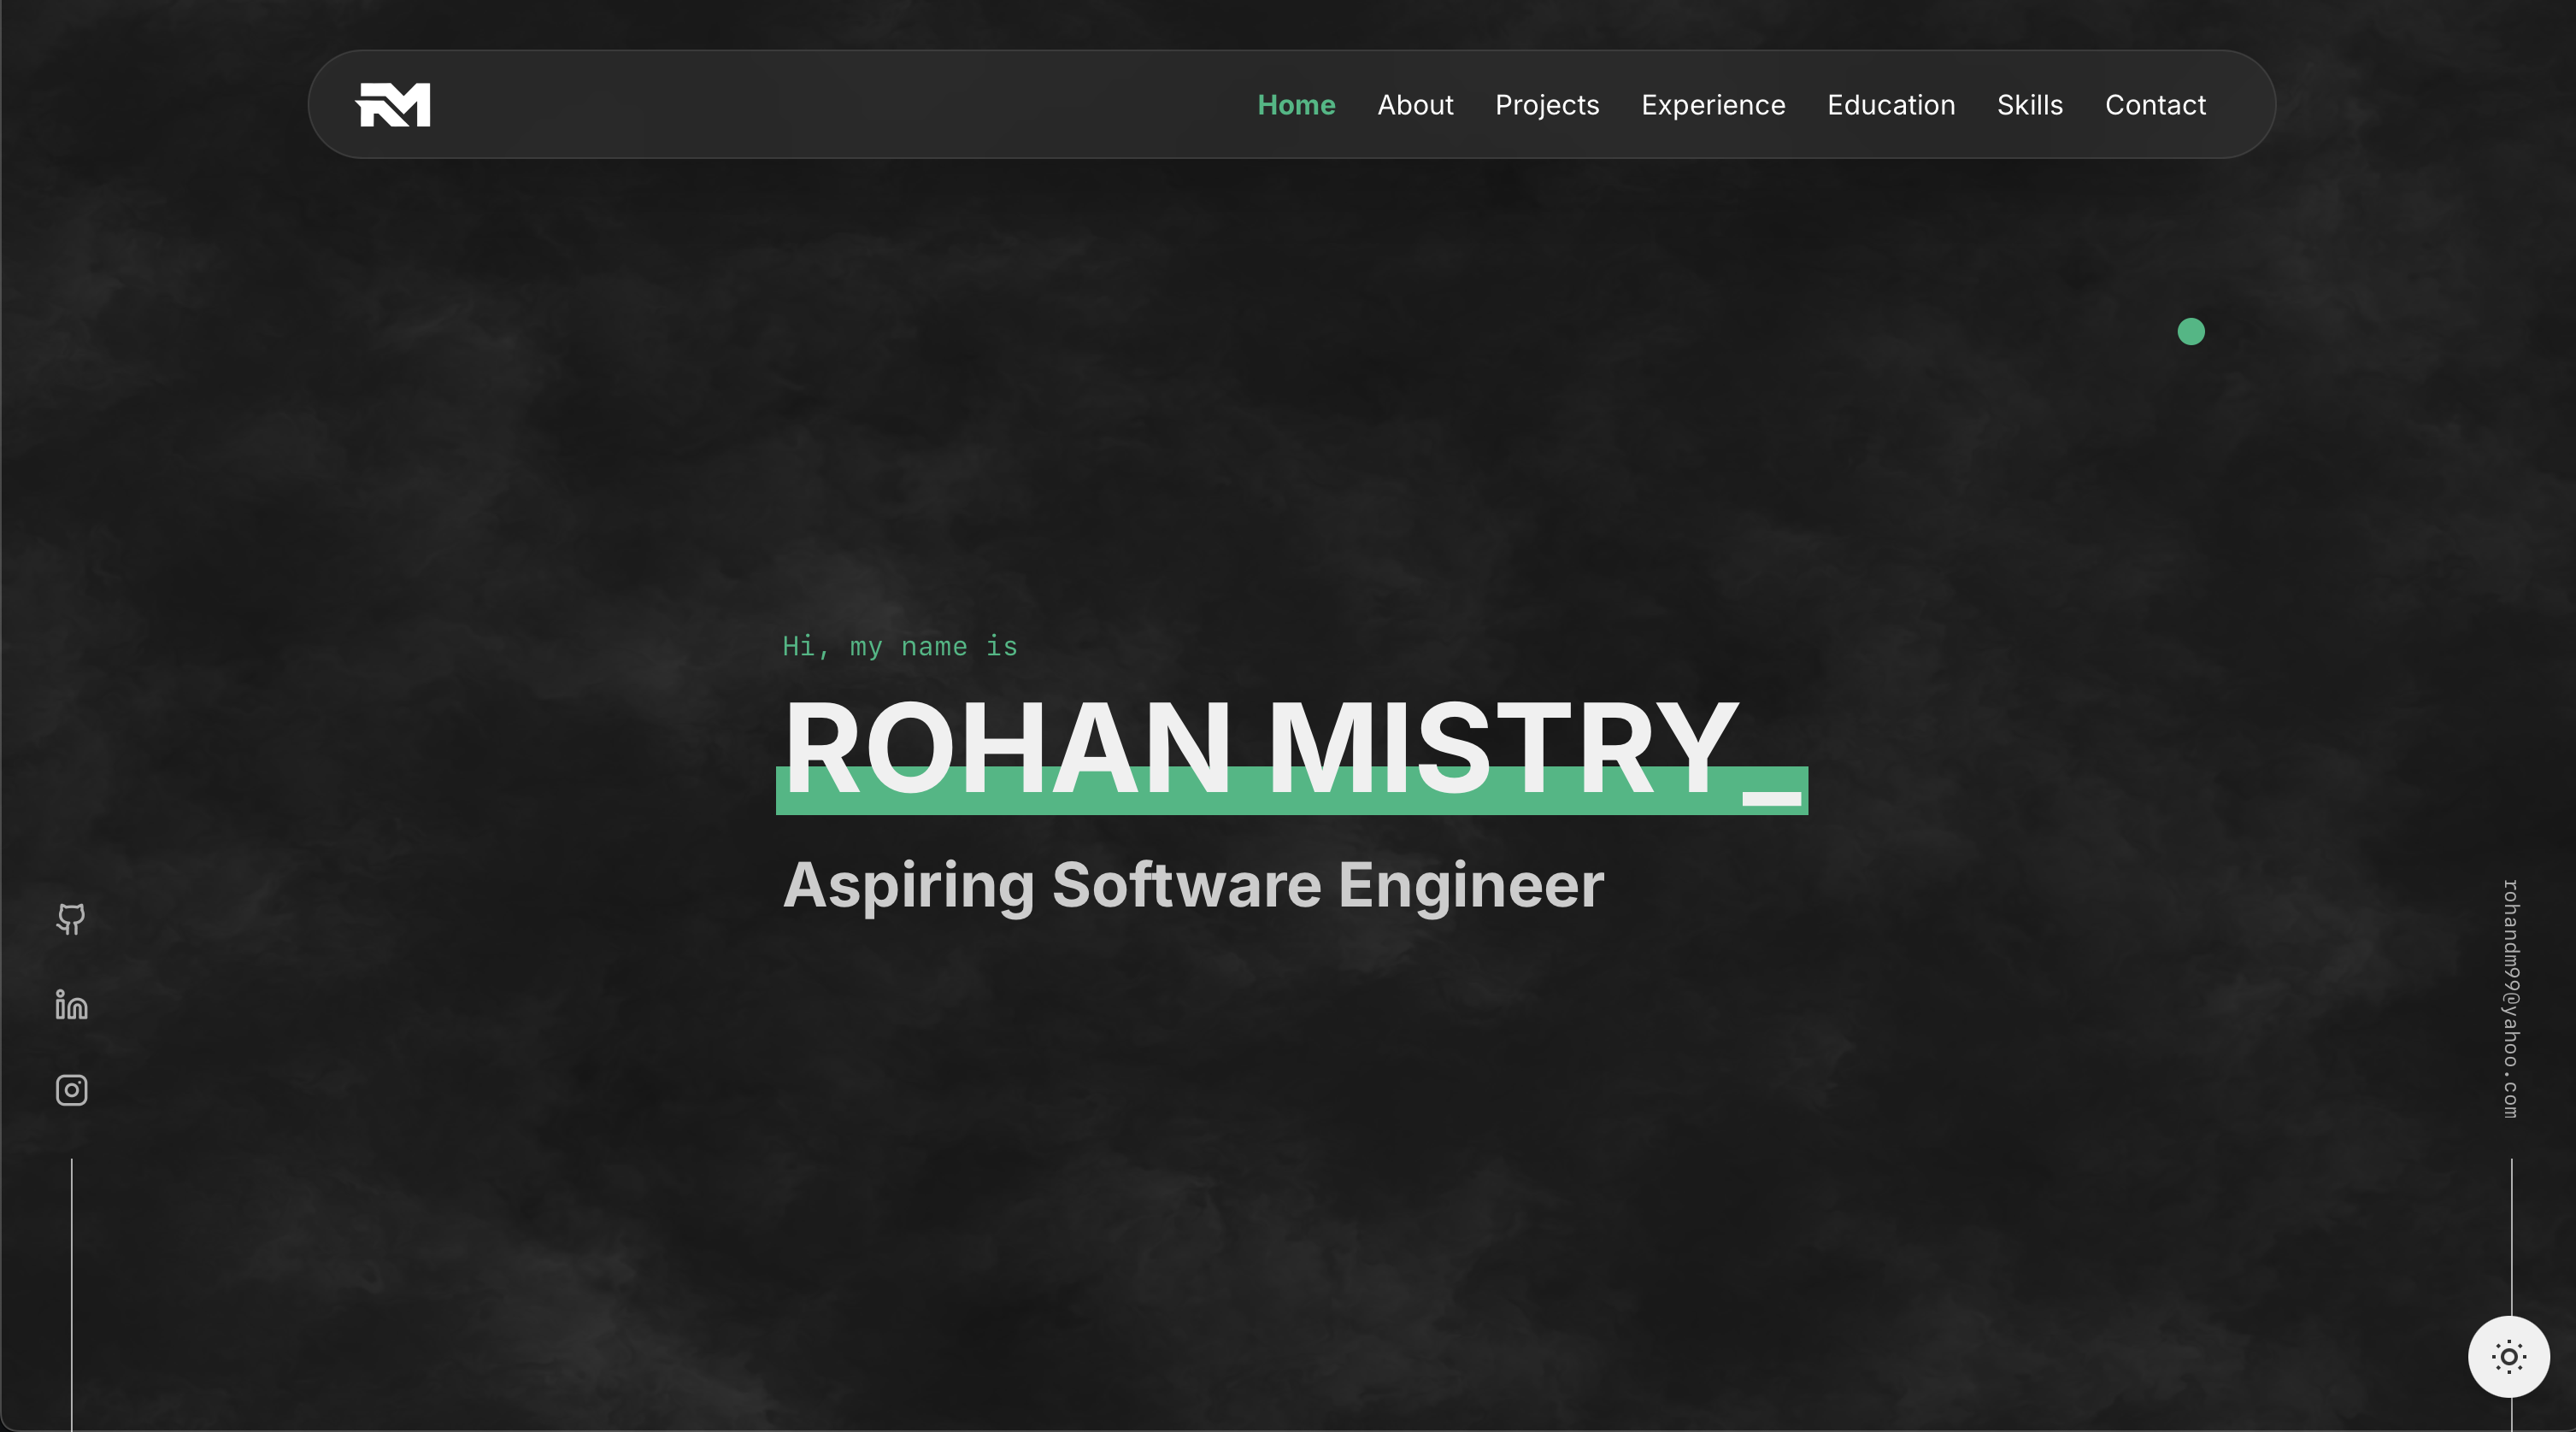 RM
Home About Projects Experience Education Skills Contact
Hi, my name is
ROHAN MISTRY_
Aspiring Software Engineer
in
rohandm99@yahoo.com